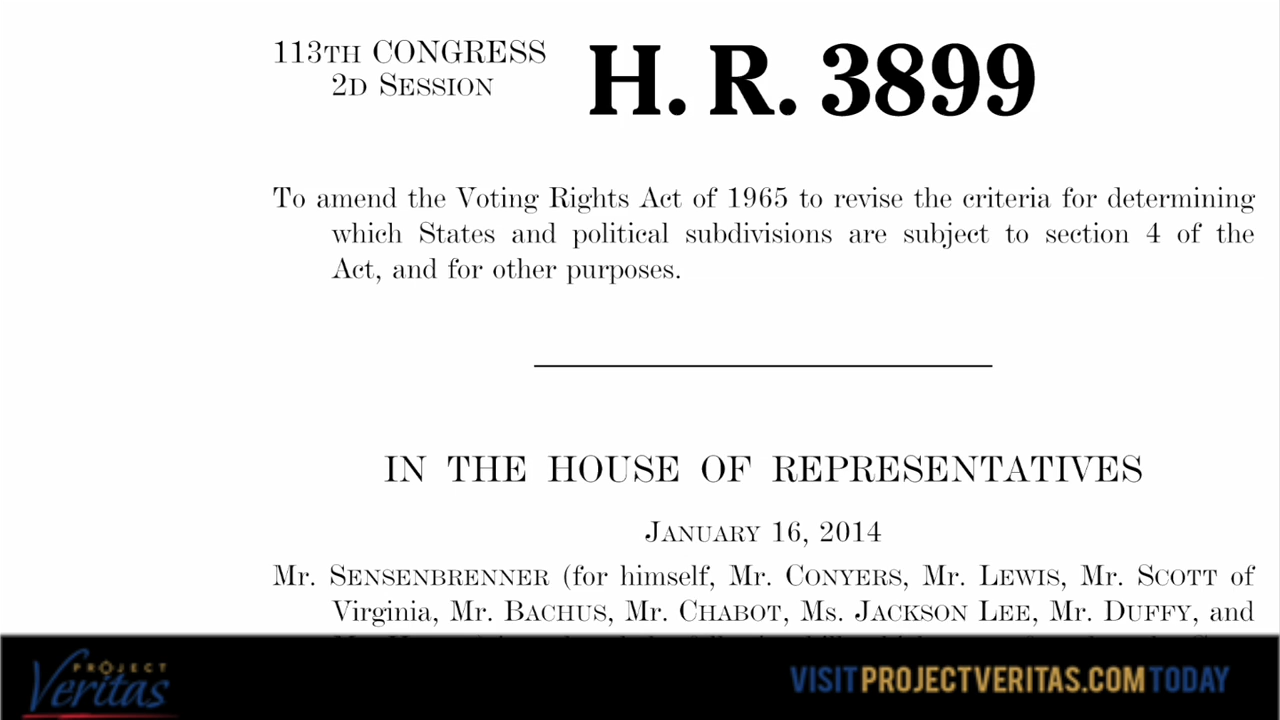 113TH CONGRESS
2D SESSION
H. R. 3899
To amend the Voting Rights Act of 1965 to revise the criteria for determining
which States and political subdivisions are subject to section 4 of the
Act, and for other purposes.
IN THE HOUSE OF REPRESENTATIVES
JANUARY 16, 2014
Mr. SENSENBRENNER (for himself, Mr. CONYERS, Mr. LEWIS, Mr. SCOTT of
Virginia, Mr. BACHUS, Mr. CHABOT, Ms. JACKSON LEE, Mr. DUFFY, and
PROJECT
Veritas
VISIT PROJECTVERITAS.COM TODAY